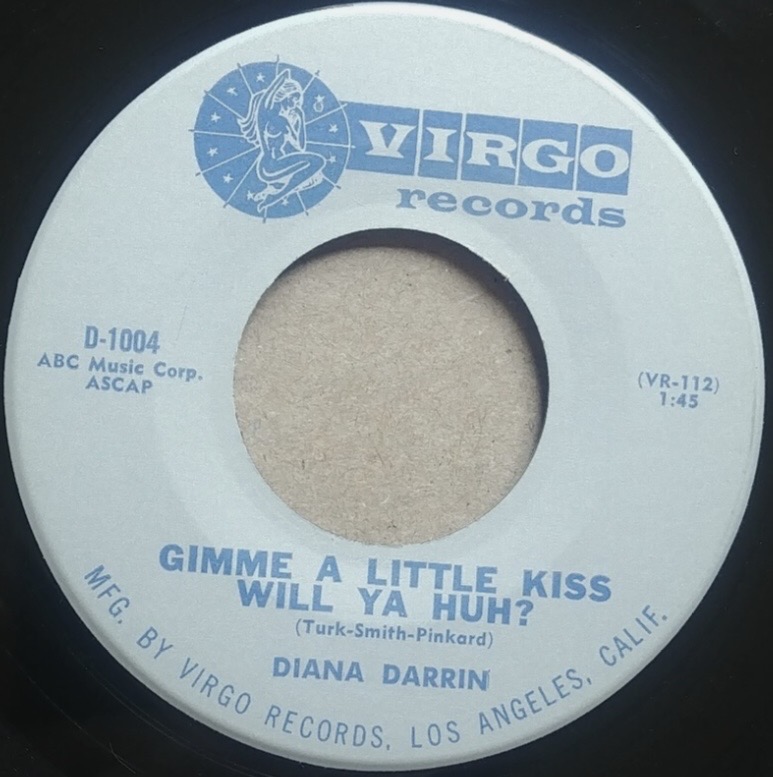 VIRGO
records
D-1004
ABC Music Corp.
ASCAP
(VR-112)
1:45
GIMME A LITTLE KISS
WILL YA HUH?
(Turk-Smith-Pinkard)
DIANA DARRIN
MFG. BY VIRGO RECORDS, LOS ANGELES, CALIF.